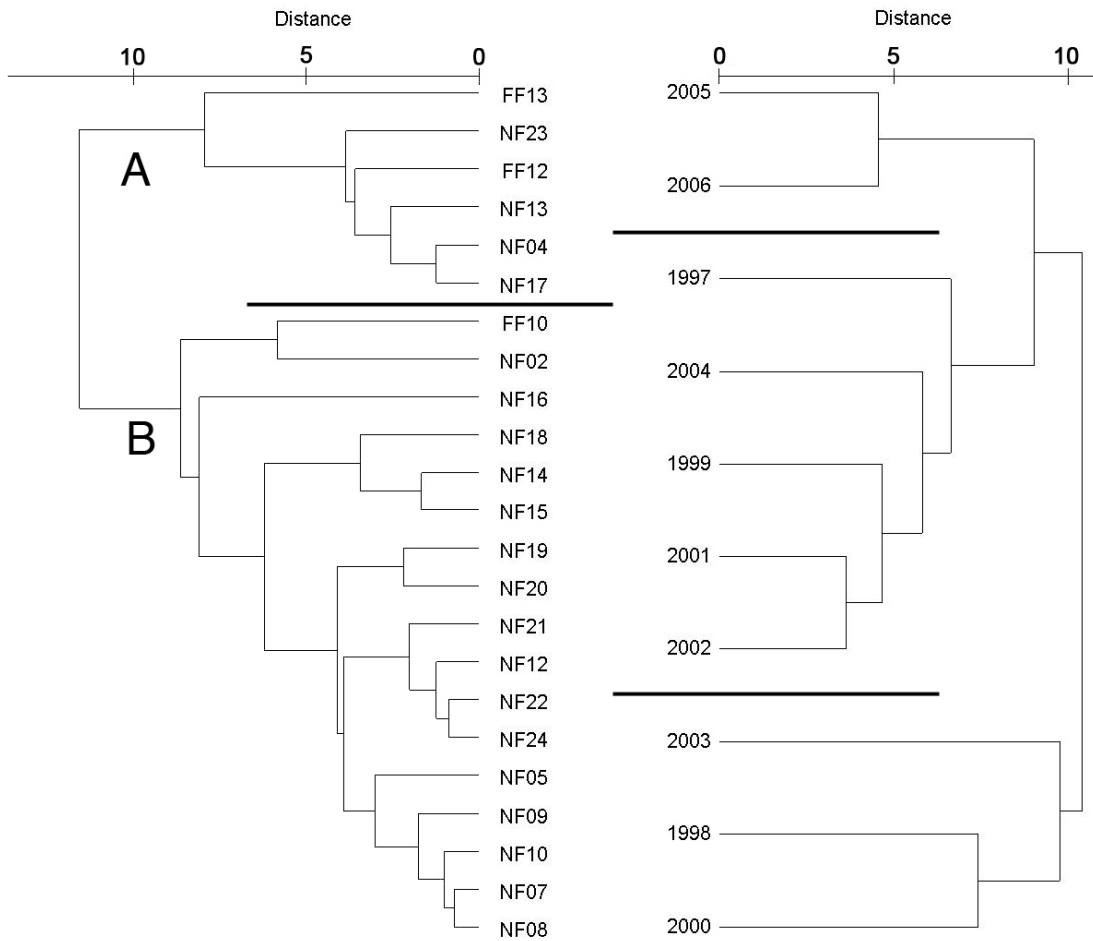 Distance
10 5 0
FF13
NF23
FF12
NF13
NF04
NF17
FF10
NF02
NF16
NF18
NF14
NF15
NF19
NF20
NF21
NF12
NF22
NF24
NF05
NF09
NF10
NF07
NF08
A
B
Distance
0 5 10
2005
2006
1997
2004
1999
2001
2002
2003
1998
2000